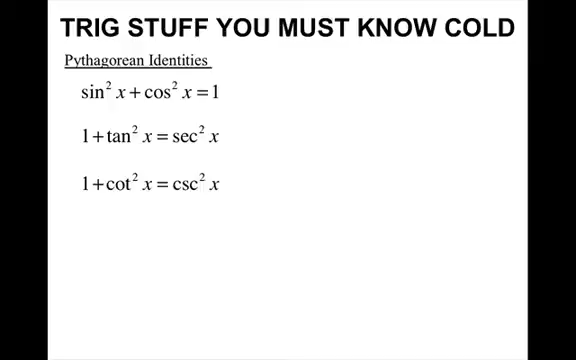 TRIG STUFF YOU MUST KNOW COLD
Pythagorean Identities
sin² x + cos² x = 1
1 + tan² x = sec² x
1 + cot² x = csc² x